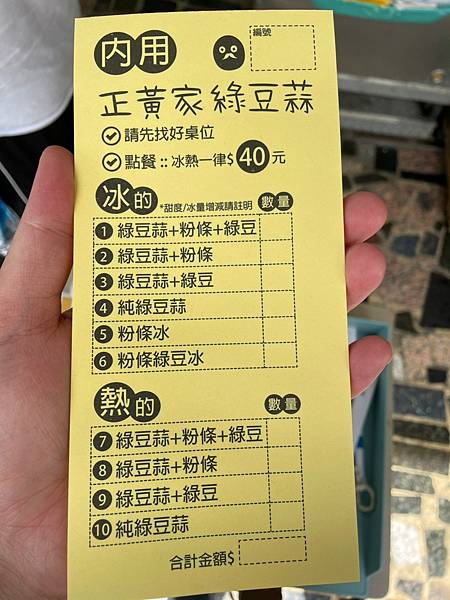 內用
編號
正黃家綠豆蒜
請先找好桌位
點餐::冰熱一律$40元
冰的 *甜度/冰量增減請註明 數量
1 綠豆蒜+粉條+綠豆
2 綠豆蒜+粉條
3 綠豆蒜+綠豆
4 純綠豆蒜
5 粉條冰
6 粉條綠豆冰
熱的 數量
7 綠豆蒜+粉條+綠豆
8 綠豆蒜+粉條
9 綠豆蒜+綠豆
10 純綠豆蒜
合計金額$